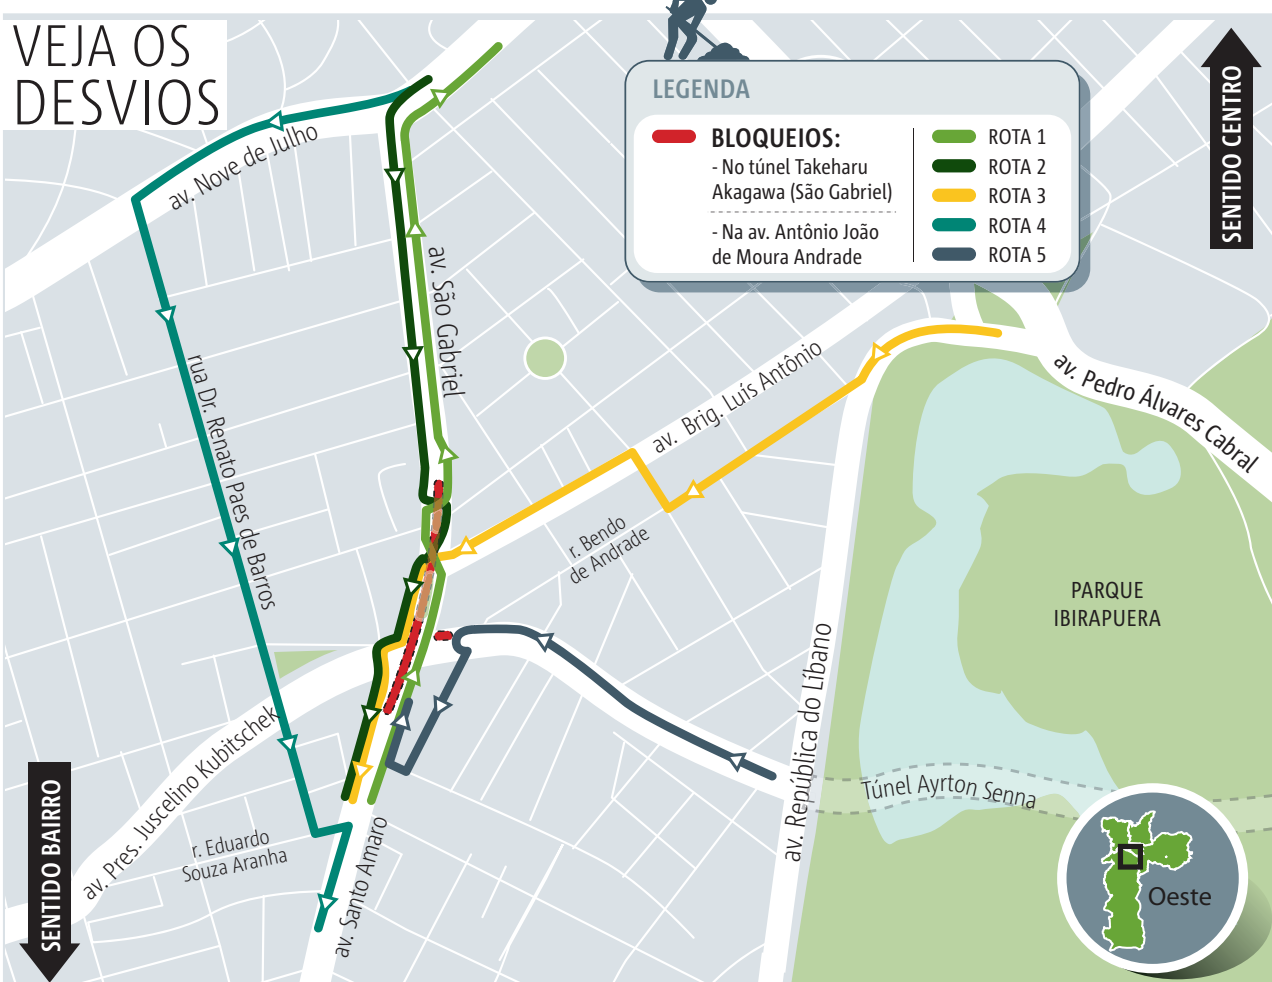 VEJA OS
DESVIOS
LEGENDA
BLOQUEIOS:
- No túnel Takeharu
Akagawa (São Gabriel)
- Na av. Antônio João
de Moura Andrade
ROTA 1
ROTA 2
ROTA 3
ROTA 4
ROTA 5
SENTIDO CENTRO
av. Nove de Julho
av. São Gabriel
rua Dr. Renato Paes de Barros
av. Brig. Luís Antônio
av. Pedro Álvares Cabral
r. Bendo
de Andrade
PARQUE
IBIRAPUERA
av. República do Líbano
Túnel Ayrton Senna
av. Pres. Juscelino Kubitschek
r. Eduardo
Souza Aranha
av. Santo Amaro
SENTIDO BAIRRO
Oeste